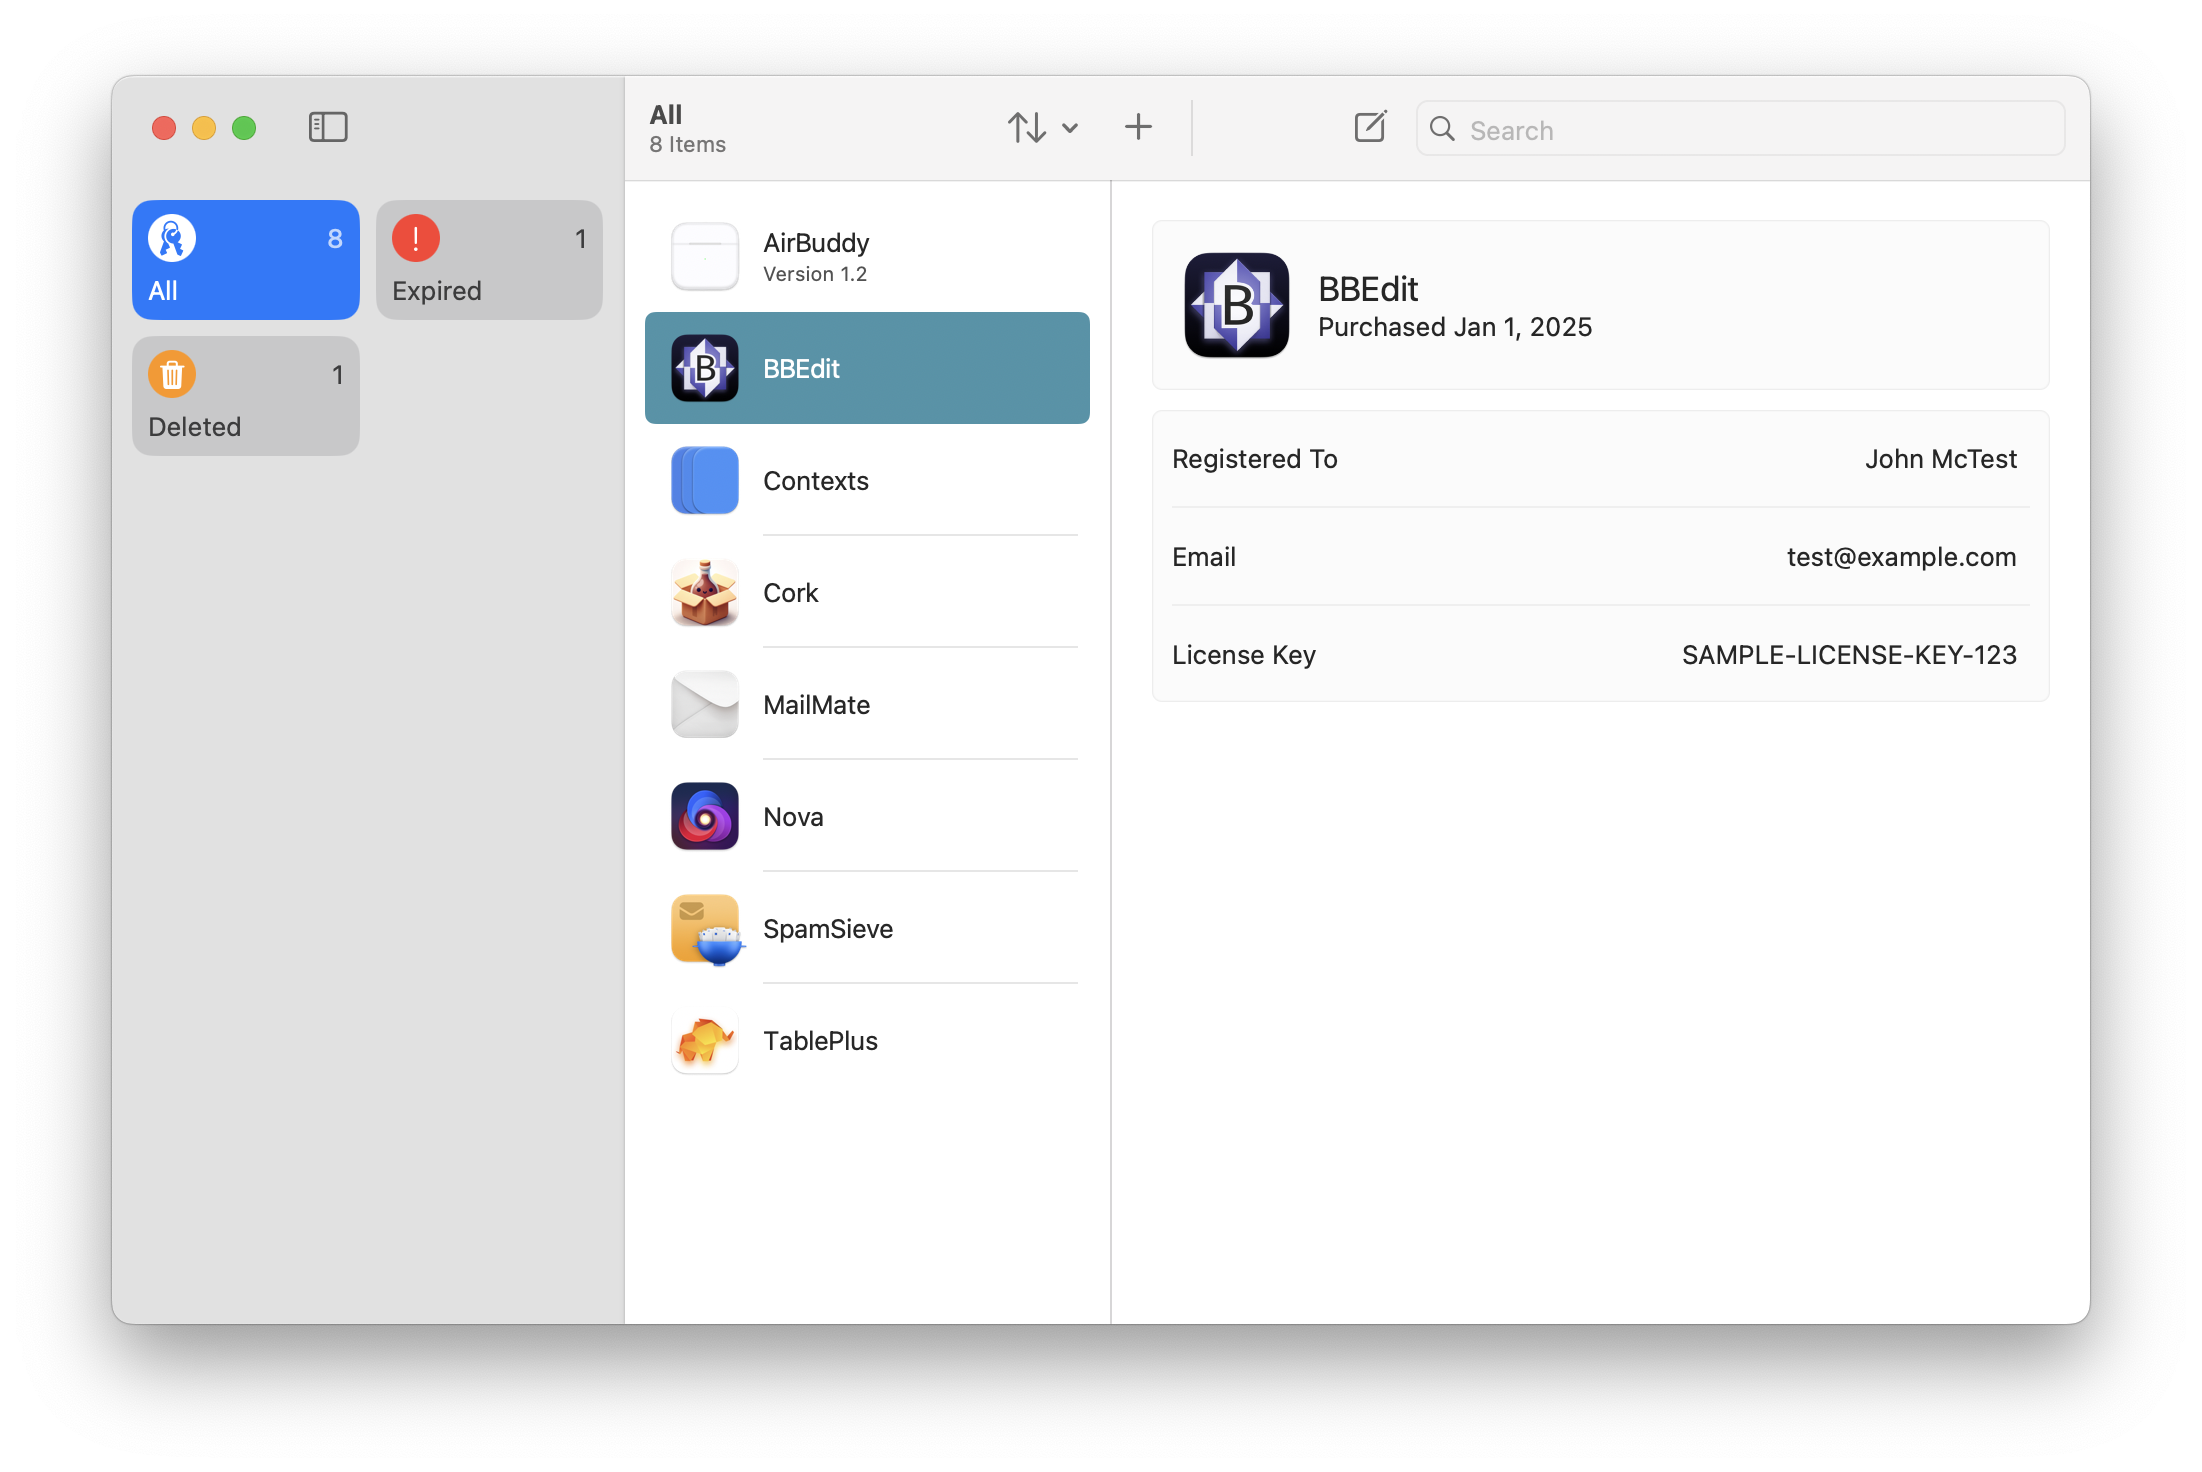 All
8 Items
Search
8
All
1
Expired
1
Deleted
AirBuddy
Version 1.2
B
BBEdit
Contexts
Cork
MailMate
Nova
SpamSieve
TablePlus
B
BBEdit
Purchased Jan 1, 2025
Registered To
John McTest
Email
test@example.com
License Key
SAMPLE-LICENSE-KEY-123